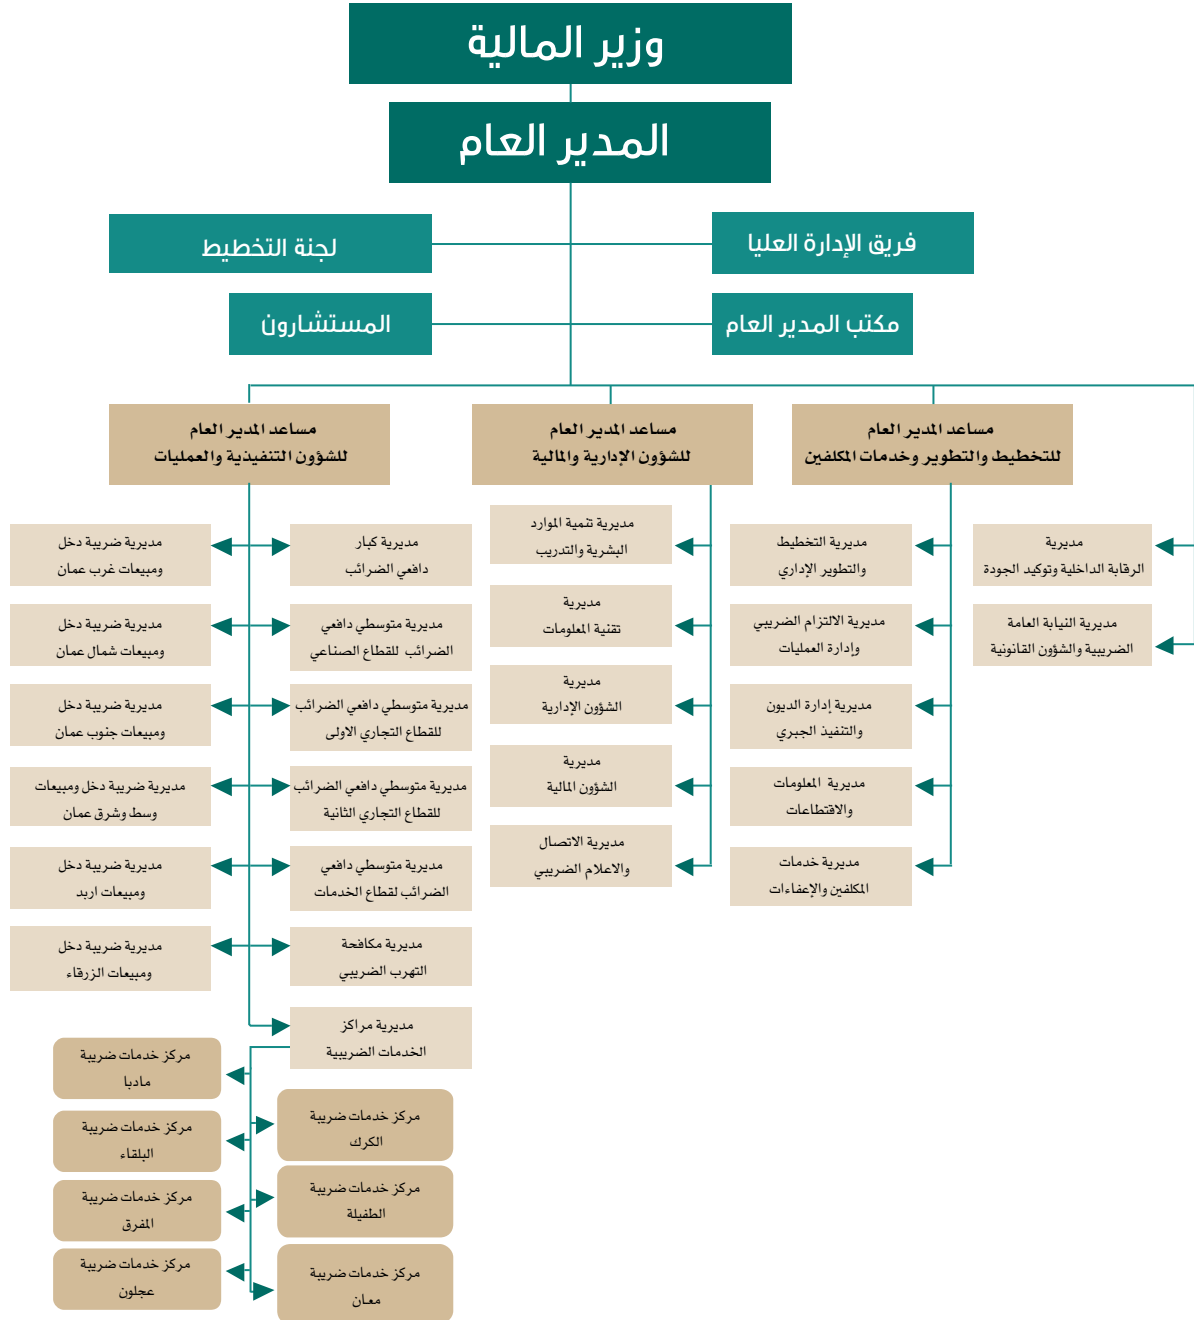 وزير المالية
المدير العام
فريق الإدارة العليا
لجنة التخطيط
مكتب المدير العام
المستشارون
مساعد المدير العام
للتخطيط والتطوير وخدمات المكلفين
مساعد المدير العام
للشؤون الإدارية والمالية
مساعد المدير العام
للشؤون التنفيذية والعمليات
مديرية
الرقابة الداخلية وتوكيد الجودة
مديرية النيابة العامة
الضريبية والشؤون القانونية
مديرية التخطيط
والتطوير الإداري
مديرية الالتزام الضريبي
وإدارة العمليات
مديرية إدارة الديون
والتنفيذ الجبري
مديرية المعلومات
والاقتطاعات
مديرية خدمات
المكلفين والإعفاءات
مديرية تنمية الموارد
البشرية والتدريب
مديرية
تقنية المعلومات
مديرية
الشؤون الإدارية
مديرية
الشؤون المالية
مديرية الاتصال
والاعلام الضريبي
مديرية كبار
دافعي الضرائب
مديرية متوسطي دافعي
الضرائب للقطاع الصناعي
مديرية متوسطي دافعي الضرائب
للقطاع التجاري الاولى
مديرية متوسطي دافعي الضرائب
للقطاع التجاري الثانية
مديرية متوسطي دافعي
الضرائب لقطاع الخدمات
مديرية مكافحة
التهرب الضريبي
مديرية مراكز
الخدمات الضريبية
مديرية ضريبة دخل
ومبيعات غرب عمان
مديرية ضريبة دخل
ومبيعات شمال عمان
مديرية ضريبة دخل
ومبيعات جنوب عمان
مديرية ضريبة دخل ومبيعات
وسط وشرق عمان
مديرية ضريبة دخل
ومبيعات اربد
مديرية ضريبة دخل
ومبيعات الزرقاء
مركز خدمات ضريبة
الكرك
مركز خدمات ضريبة
الطفيلة
مركز خدمات ضريبة
معان
مركز خدمات ضريبة
مادبا
مركز خدمات ضريبة
البلقاء
مركز خدمات ضريبة
المفرق
مركز خدمات ضريبة
عجلون